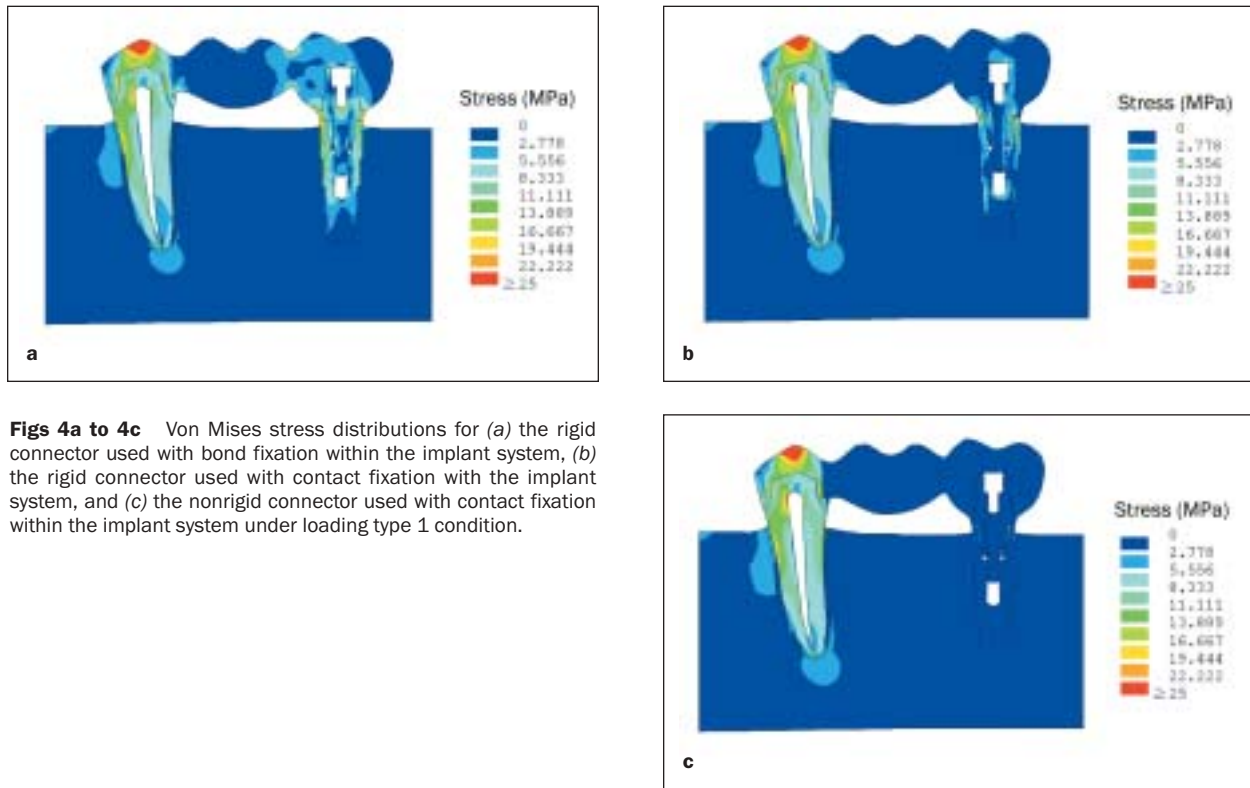 Stress (MPa)
0
2.778
5.556
8.333
11.111
13.889
16.667
19.444
22.222
≥25
a
Stress (MPa)
0
2.778
5.556
8.333
11.111
13.889
16.667
19.444
22.222
≥25
b
Figs 4a to 4c Von Mises stress distributions for (a) the rigid
connector used with bond fixation within the implant system, (b)
the rigid connector used with contact fixation with the implant
system, and (c) the nonrigid connector used with contact fixation
within the implant system under loading type 1 condition.
Stress (MPa)
0
2.778
5.556
8.333
11.111
13.889
16.667
19.444
22.222
≥25
c